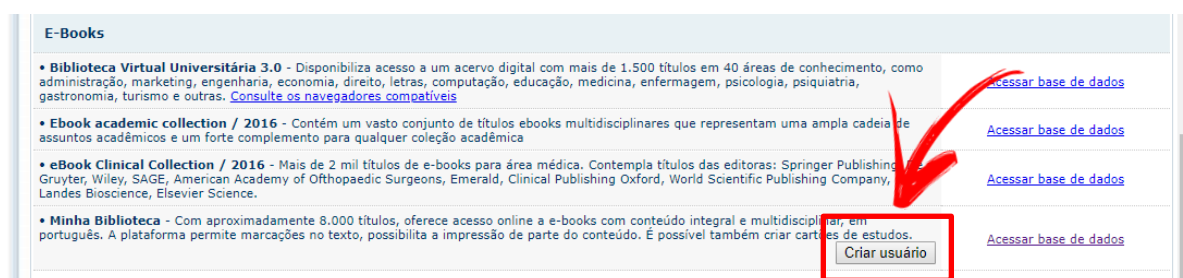 E-Books
• Biblioteca Virtual Universitária 3.0 - Disponibiliza acesso a um acervo digital com mais de 1.500 títulos em 40 áreas de conhecimento, como
administração, marketing, engenharia, economia, direito, letras, computação, educação, medicina, enfermagem, psicologia, psiquiatria,
gastronomia, turismo e outras. Consulte os navegadores compatíveis
Acessar base de dados
• Ebook academic collection / 2016 - Contém um vasto conjunto de títulos ebooks multidisciplinares que representam uma ampla cadeia de
assuntos acadêmicos e um forte complemento para qualquer coleção acadêmica
Acessar base de dados
• eBook Clinical Collection / 2016 - Mais de 2 mil títulos de e-books para área médica. Contempla títulos das editoras: Springer Publishing,
Gruyter, Wiley, SAGE, American Academy of Ofthopaedic Surgeons, Emerald, Clinical Publishing Oxford, World Scientific Publishing Company,
Landes Bioscience, Elsevier Science.
Acessar base de dados
• Minha Biblioteca - Com aproximadamente 8.000 títulos, oferece acesso online a e-books com conteúdo integral e multidisciplinar, em
português. A plataforma permite marcações no texto, possibilita a impressão de parte do conteúdo. É possível também criar cartões de estudos.
Criar usuário
Acessar base de dados